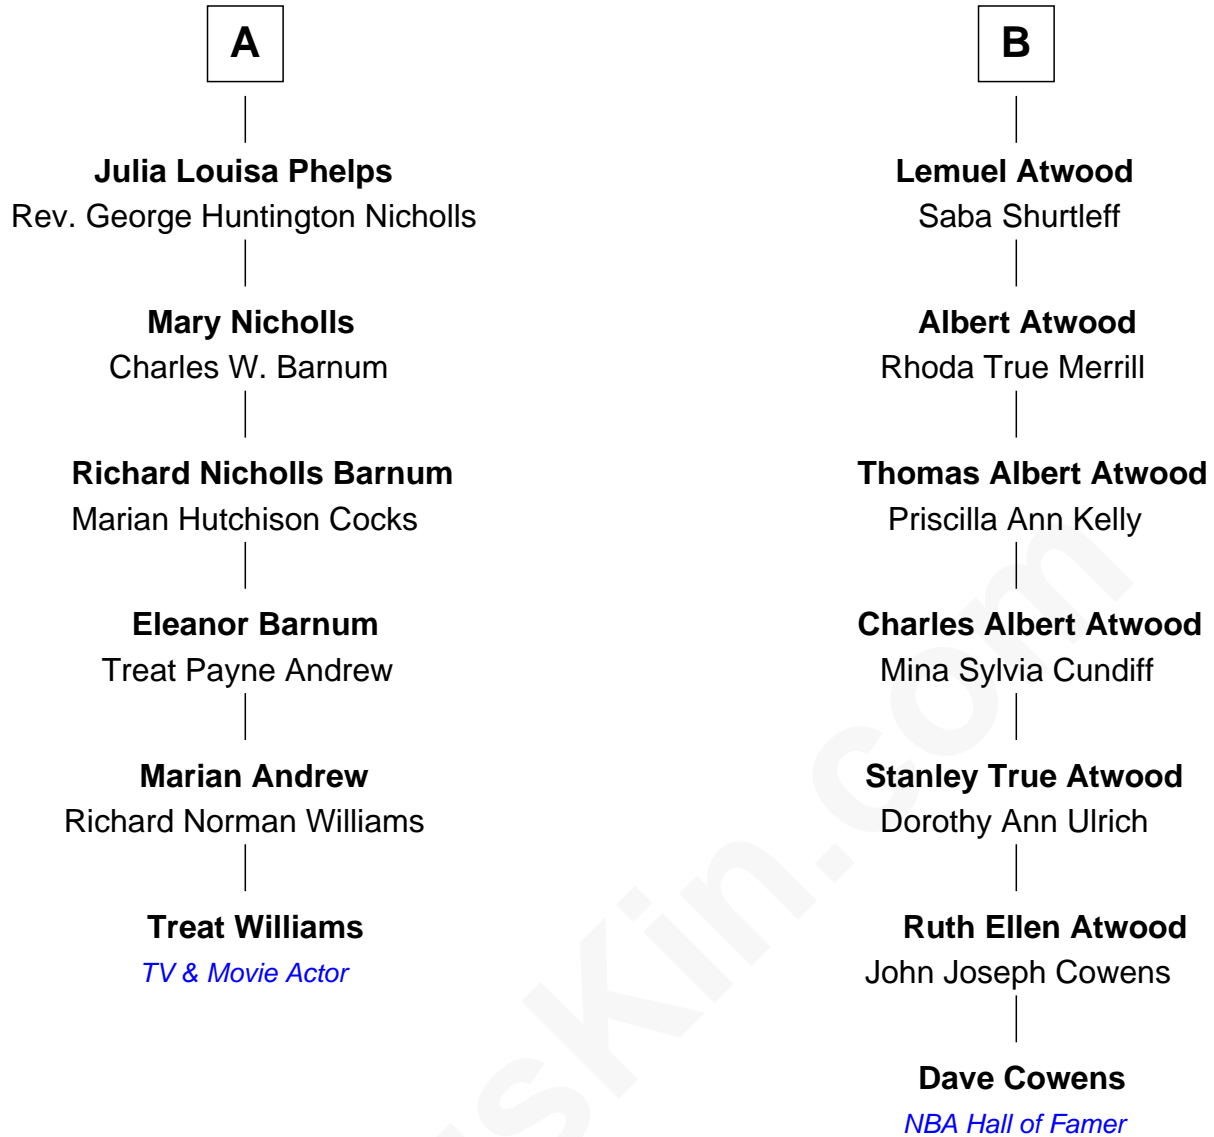 A
Julia Louisa Phelps
Rev. George Huntington Nicholls
Mary Nicholls
Charles W. Barnum
Richard Nicholls Barnum
Marian Hutchison Cocks
Eleanor Barnum
Treat Payne Andrew
Marian Andrew
Richard Norman Williams
Treat Williams
TV & Movie Actor
B
Lemuel Atwood
Saba Shurtleff
Albert Atwood
Rhoda True Merrill
Thomas Albert Atwood
Priscilla Ann Kelly
Charles Albert Atwood
Mina Sylvia Cundiff
Stanley True Atwood
Dorothy Ann Ulrich
Ruth Ellen Atwood
John Joseph Cowens
Dave Cowens
NBA Hall of Famer